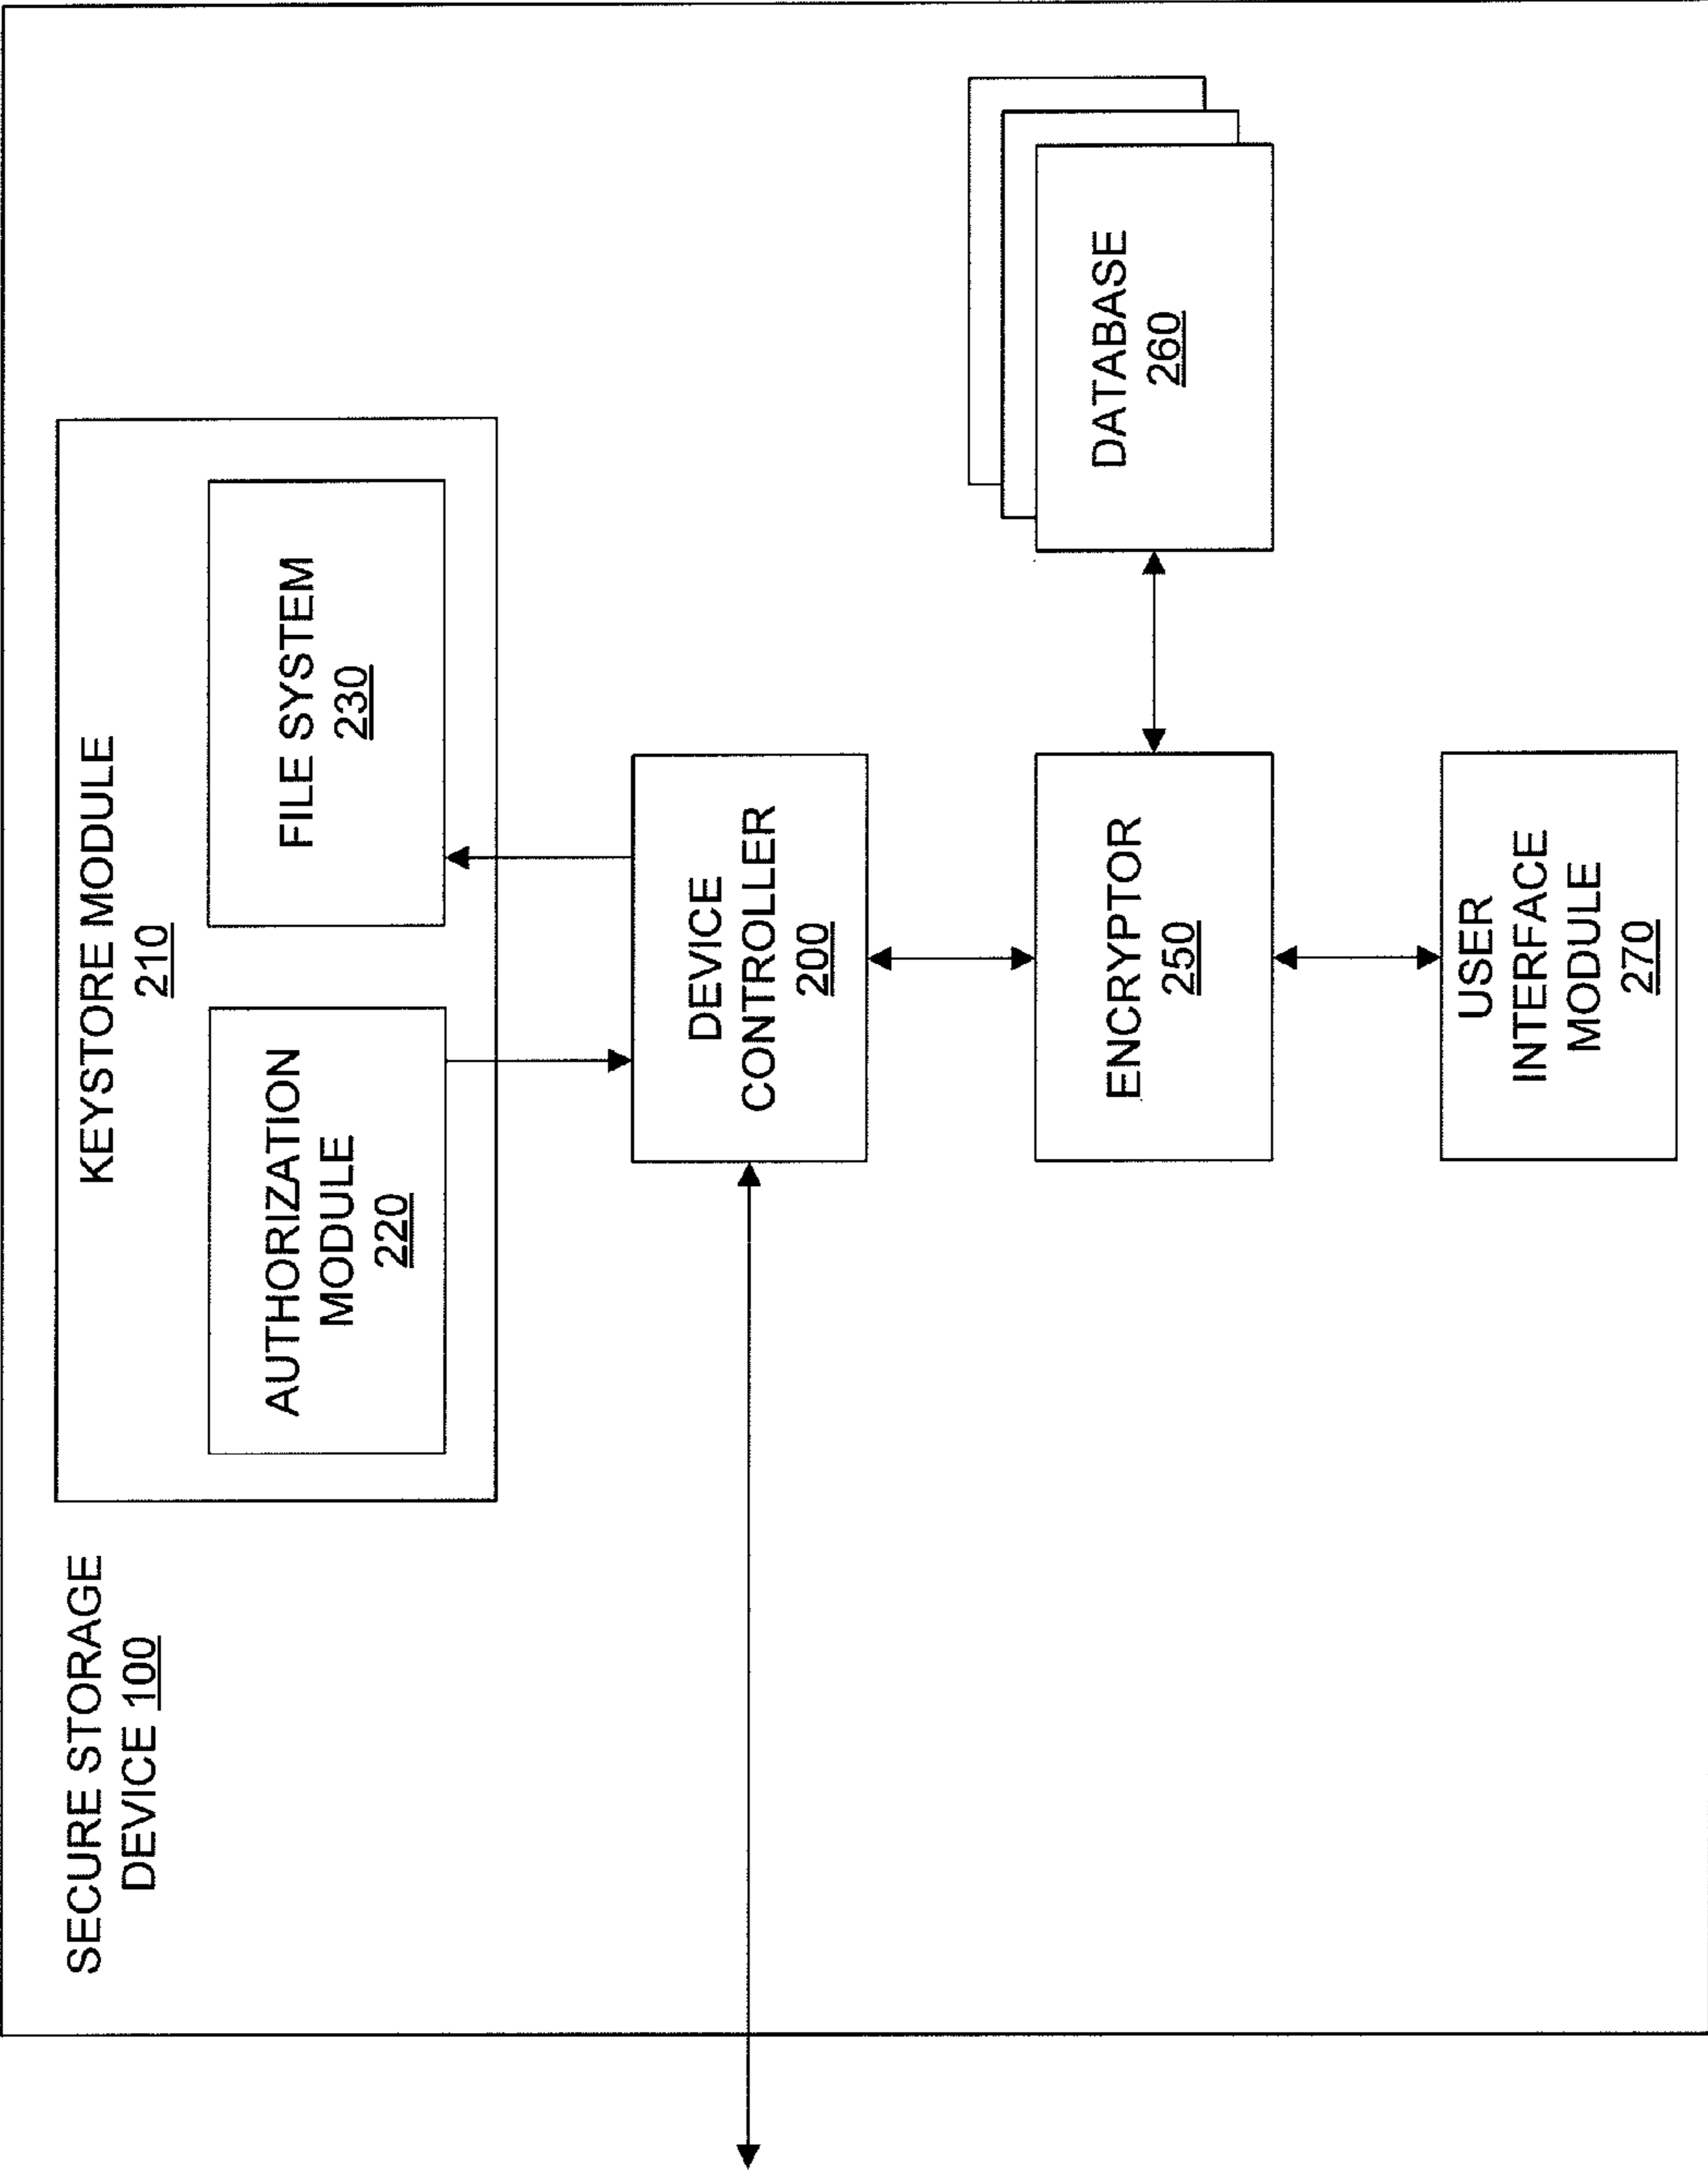 SECURE STORAGE
DEVICE 100
KEYSTORE MODULE
210
AUTHORIZATION
MODULE
220
FILE SYSTEM
230
DEVICE
CONTROLLER
200
ENCRYPTOR
250
DATABASE
260
USER
INTERFACE
MODULE
270